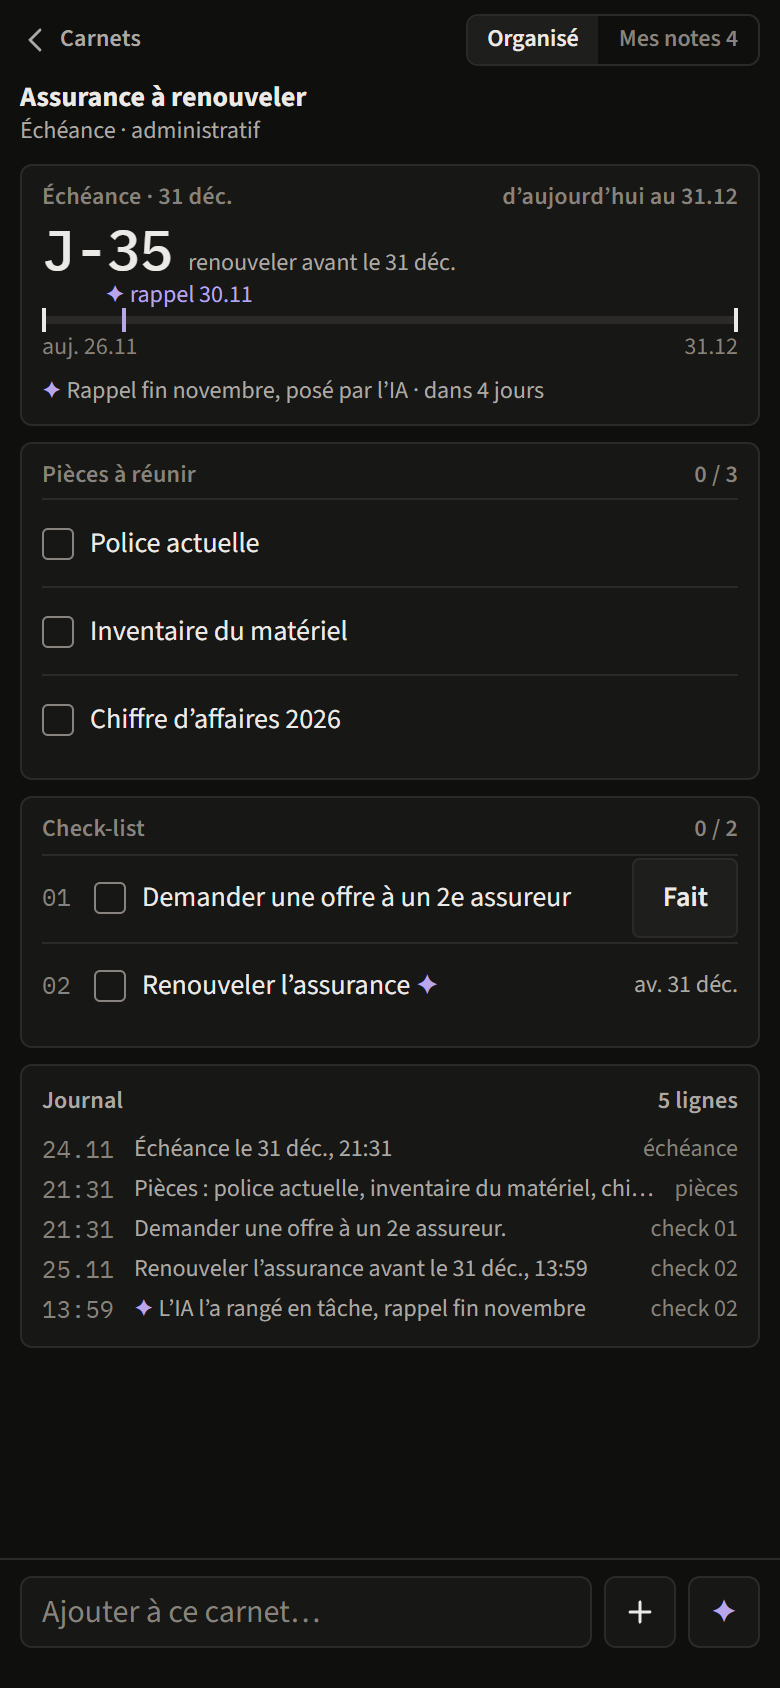 Carnets
Organisé
Mes notes 4
Assurance à renouveler
Échéance · administratif
Échéance · 31 déc.
d’aujourd’hui au 31.12
J-35 renouveler avant le 31 déc.
✦ rappel 30.11
auj. 26.11
31.12
✦ Rappel fin novembre, posé par l’IA · dans 4 jours
Pièces à réunir
0 / 3
Police actuelle
Inventaire du matériel
Chiffre d’affaires 2026
Check-list
0 / 2
01 Demander une offre à un 2e assureur
Fait
02 Renouveler l’assurance ✦
av. 31 déc.
Journal
5 lignes
24.11 Échéance le 31 déc., 21:31 échéance
21:31 Pièces : police actuelle, inventaire du matériel, chi… pièces
21:31 Demander une offre à un 2e assureur. check 01
25.11 Renouveler l’assurance avant le 31 déc., 13:59 check 02
13:59 ✦ L’IA l’a rangé en tâche, rappel fin novembre check 02
Ajouter à ce carnet…